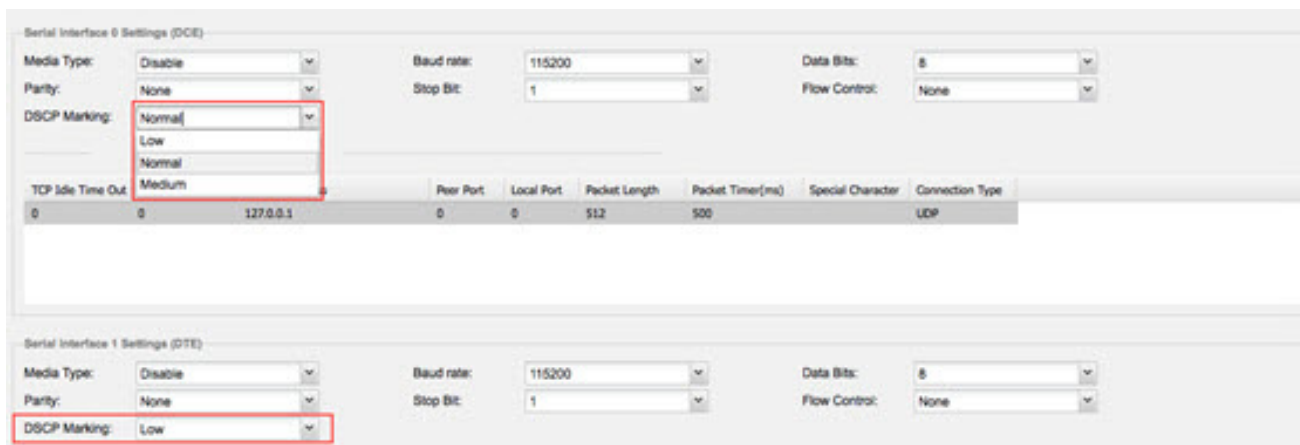 Serial Interface 0 Settings (DCE)
Media Type: Disable Baud rate: 115200 Data Bits: 8
Parity: None Stop Bit: 1 Flow Control: None
DSCP Marking: Normal
Low
Normal
Medium
TCP Idle Time Out Peer Port Local Port Packet Length Packet Timer(ms) Special Character Connection Type
0 0 127.0.0.1 0 0 512 500 UDP
Serial Interface 1 Settings (DTE)
Media Type: Disable Baud rate: 115200 Data Bits: 8
Parity: None Stop Bit: 1 Flow Control: None
DSCP Marking: Low